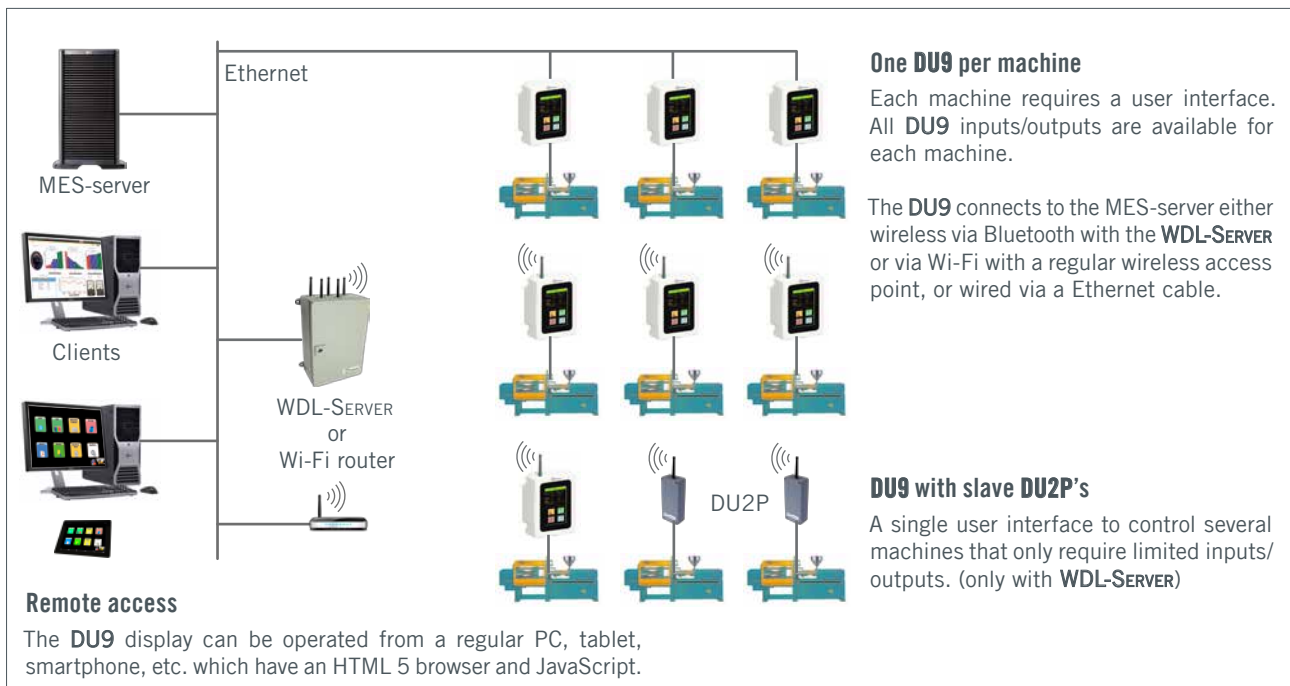 Ethernet
MES-server
Clients
WDL-SERVER
or
Wi-Fi router
DU2P
One DU9 per machine
Each machine requires a user interface.
All DU9 inputs/outputs are available for
each machine.
The DU9 connects to the MES-server either
wireless via Bluetooth with the WDL-SERVER
or via Wi-Fi with a regular wireless access
point, or wired via a Ethernet cable.
DU9 with slave DU2P's
A single user interface to control several
machines that only require limited inputs/
outputs. (only with WDL-SERVER)
Remote access
The DU9 display can be operated from a regular PC, tablet,
smartphone, etc. which have an HTML 5 browser and JavaScript.